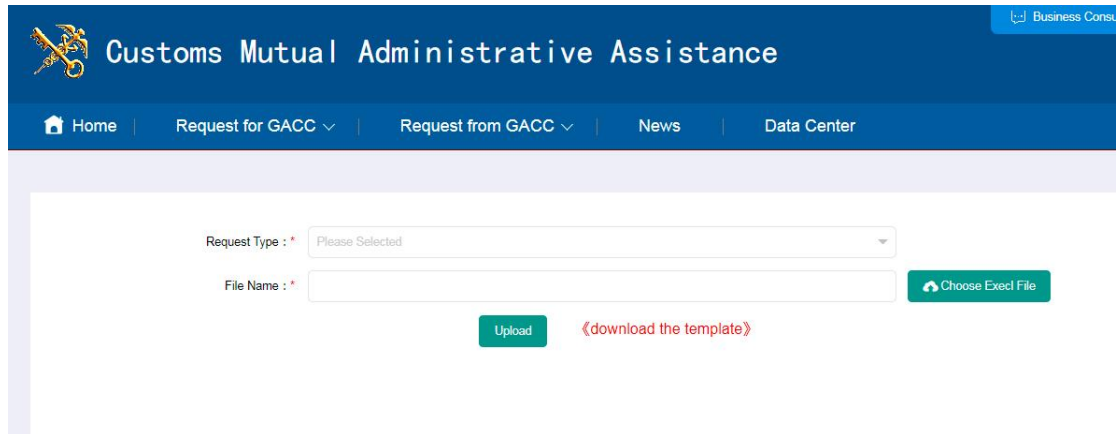 Business Consu
Customs Mutual Administrative Assistance
Home
Request for GACC
Request from GACC
News
Data Center
Request Type : * Please Selected
File Name : * Choose Execl File
Upload 《download the template》